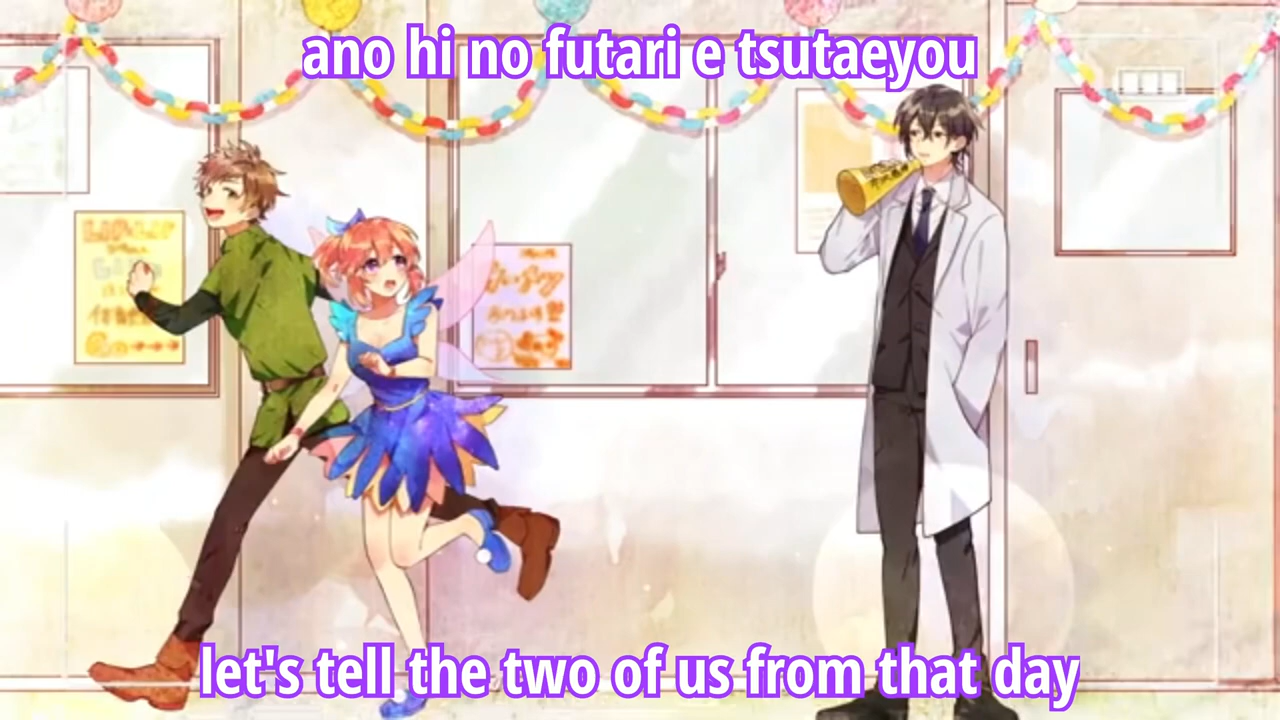 ano hi no futari e tsutaeyou
let's tell the two of us from that day